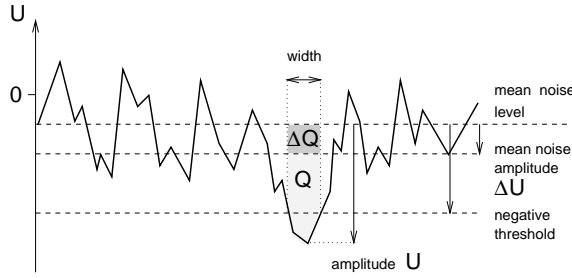 U
width
0
mean noise
level
ΔQ
mean noise
amplitude
ΔU
Q
negative
threshold
amplitude U